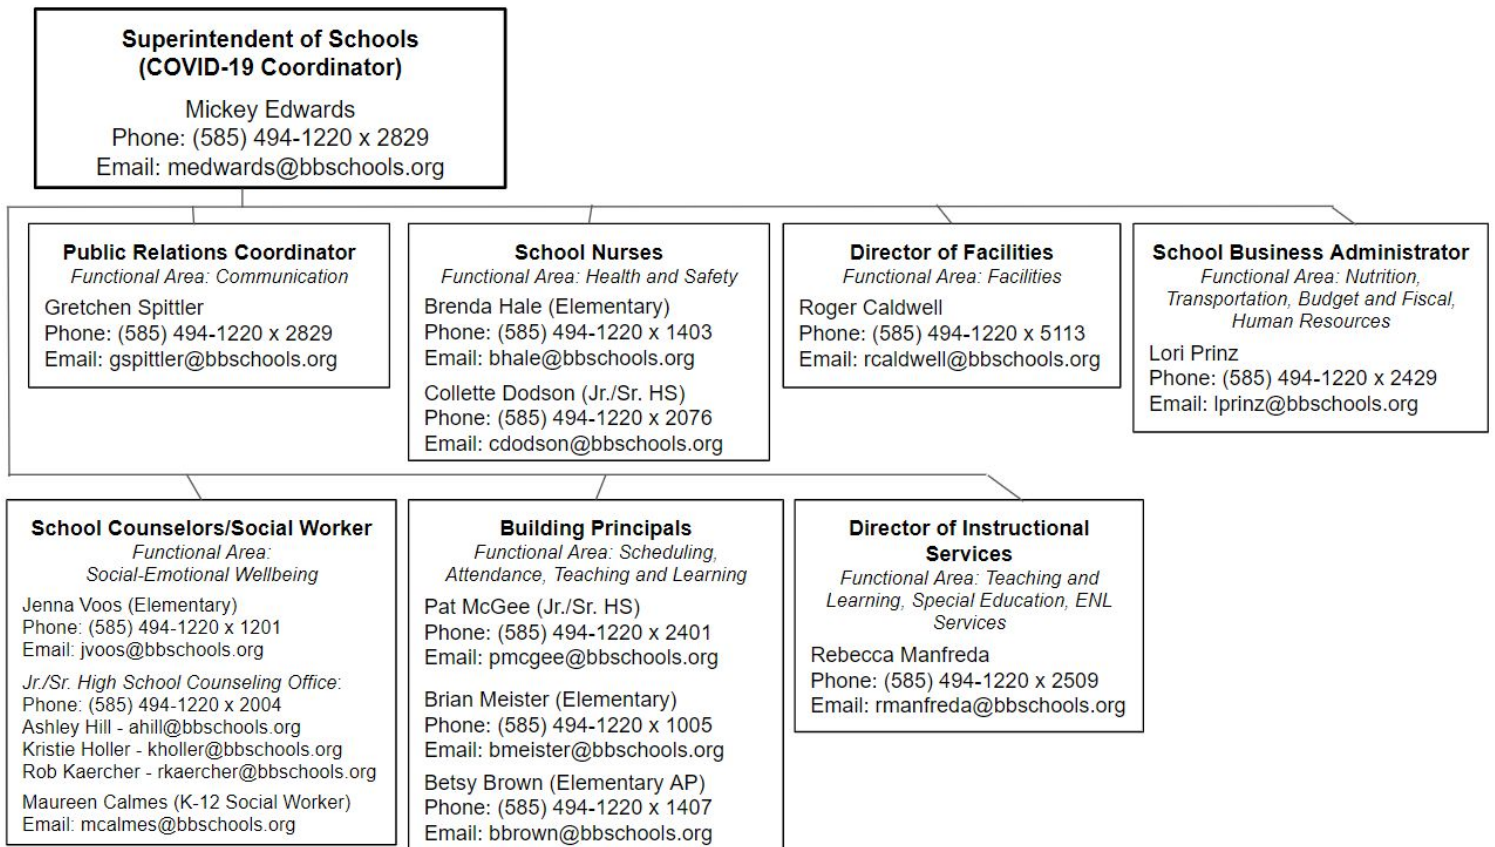 Superintendent of Schools
(COVID-19 Coordinator)
Mickey Edwards
Phone: (585) 494-1220 x 2829
Email: medwards@bbschools.org
Public Relations Coordinator
Functional Area: Communication
Gretchen Spittler
Phone: (585) 494-1220 x 2829
Email: gspittler@bbschools.org
School Nurses
Functional Area: Health and Safety
Brenda Hale (Elementary)
Phone: (585) 494-1220 x 1403
Email: bhale@bbschools.org
Collette Dodson (Jr./Sr. HS)
Phone: (585) 494-1220 x 2076
Email: cdodson@bbschools.org
Director of Facilities
Functional Area: Facilities
Roger Caldwell
Phone: (585) 494-1220 x 5113
Email: rcaldwell@bbschools.org
School Business Administrator
Functional Area: Nutrition,
Transportation, Budget and Fiscal,
Human Resources
Lori Prinz
Phone: (585) 494-1220 x 2429
Email: lprinz@bbschools.org
School Counselors/Social Worker
Functional Area:
Social-Emotional Wellbeing
Jenna Voos (Elementary)
Phone: (585) 494-1220 x 1201
Email: jvoos@bbschools.org
Jr./Sr. High School Counseling Office:
Phone: (585) 494-1220 x 2004
Ashley Hill - ahill@bbschools.org
Kristie Holler - kholler@bbschools.org
Rob Kaercher - rkaercher@bbschools.org
Maureen Calmes (K-12 Social Worker)
Email: mcalmes@bbschools.org
Building Principals
Functional Area: Scheduling,
Attendance, Teaching and Learning
Pat McGee (Jr./Sr. HS)
Phone: (585) 494-1220 x 2401
Email: pmcgee@bbschools.org
Brian Meister (Elementary)
Phone: (585) 494-1220 x 1005
Email: bmeister@bbschools.org
Betsy Brown (Elementary AP)
Phone: (585) 494-1220 x 1407
Email: bbrown@bbschools.org
Director of Instructional
Services
Functional Area: Teaching and
Learning, Special Education, ENL
Services
Rebecca Manfreda
Phone: (585) 494-1220 x 2509
Email: rmanfreda@bbschools.org